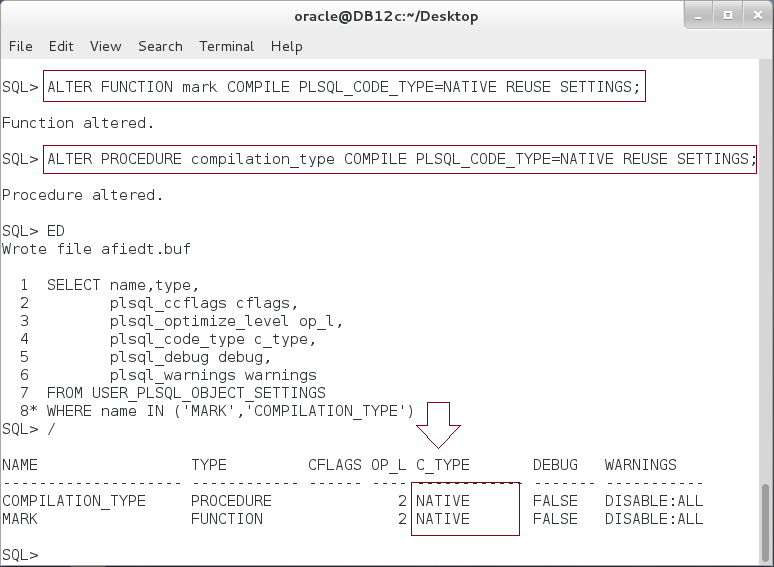 oracle@DB12c:~/Desktop
File Edit View Search Terminal Help
SQL> ALTER FUNCTION mark COMPILE PLSQL_CODE_TYPE=NATIVE REUSE SETTINGS;
Function altered.
SQL> ALTER PROCEDURE compilation_type COMPILE PLSQL_CODE_TYPE=NATIVE REUSE SETTINGS;
Procedure altered.
SQL> ED
Wrote file afiedt.buf
  1  SELECT name,type,
  2         plsql_ccflags cflags,
  3         plsql_optimize_level op_l,
  4         plsql_code_type c_type,
  5         plsql_debug debug,
  6         plsql_warnings warnings
  7  FROM USER_PLSQL_OBJECT_SETTINGS
  8* WHERE name IN ('MARK','COMPILATION_TYPE')
SQL> /
NAME                 TYPE         CFLAGS OP_L C_TYPE       DEBUG   WARNINGS
-------------------- ------------ ------ ---- ------------ ------- -----------
COMPILATION_TYPE     PROCEDURE              2 NATIVE       FALSE   DISABLE:ALL
MARK                 FUNCTION               2 NATIVE       FALSE   DISABLE:ALL
SQL>